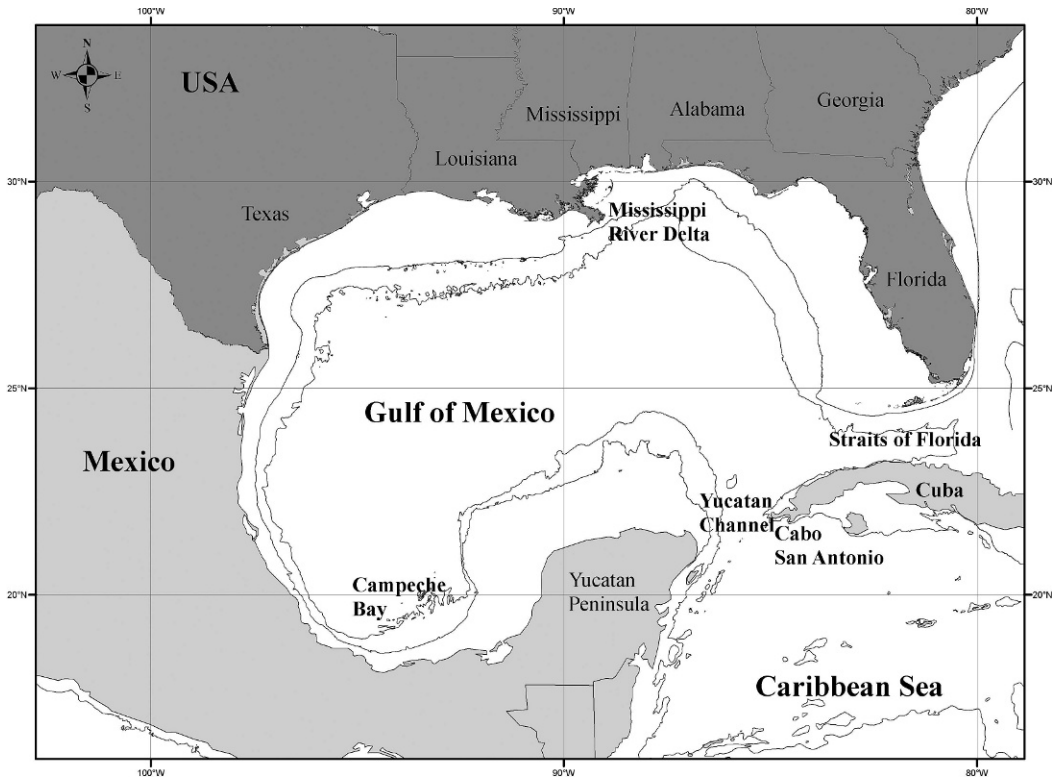 100°W
90°W
80°W
N
W
E
S
USA
Mississippi
Alabama
Georgia
Louisiana
30°N
30°N
Texas
Mississippi
River Delta
Florida
25°N
25°N
Gulf of Mexico
Straits of Florida
Mexico
Cuba
Yucatan
Channel
Cabo
San Antonio
Campeche
Bay
Yucatan
Peninsula
20°N
20°N
Caribbean Sea
100°W
90°W
80°W